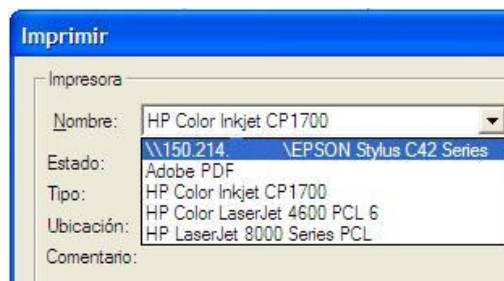 Imprimir
Impresora
Nombre: HP Color Inkjet CP1700
\\150.214. \EPSON Stylus C42 Series
Estado:
Adobe PDF
Tipo:
HP Color Inkjet CP1700
HP Color LaserJet 4600 PCL 6
Ubicación:
HP LaserJet 8000 Series PCL
Comentario: